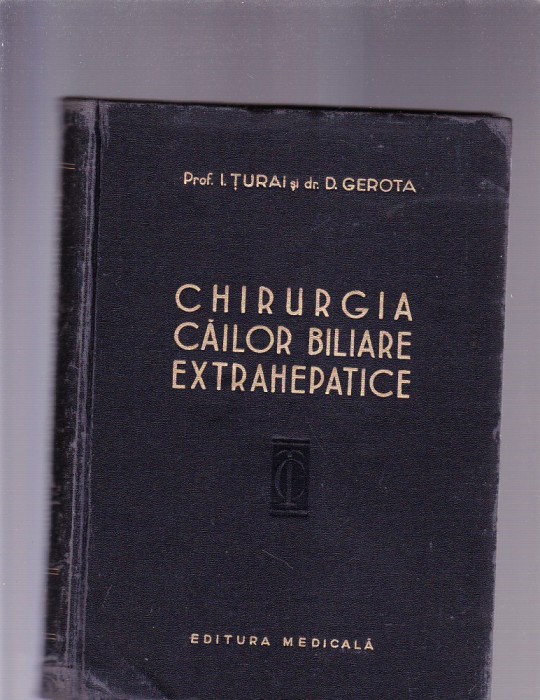 Prof. I. ȚURAI și dr. D. GEROTA
CHIRURGIA
CĂILOR BILIARE
EXTRAHEPATICE
EDITURA MEDICALĂ